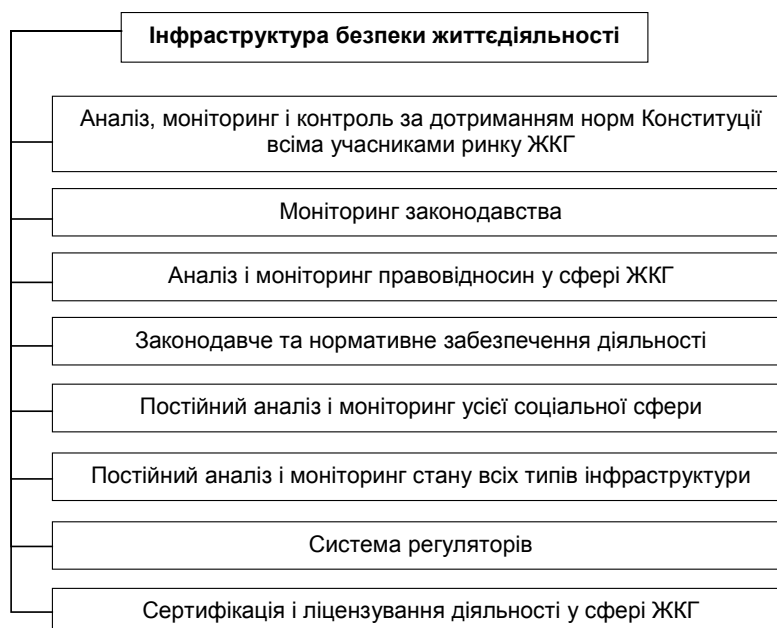 Інфраструктура безпеки життєдіяльності
Аналіз, моніторинг і контроль за дотриманням норм Конституції
всіма учасниками ринку ЖКГ
Моніторинг законодавства
Аналіз і моніторинг правовідносин у сфері ЖКГ
Законодавче та нормативне забезпечення діяльності
Постійний аналіз і моніторинг усієї соціальної сфери
Постійний аналіз і моніторинг стану всіх типів інфраструктури
Система регуляторів
Сертифікація і ліцензування діяльності у сфері ЖКГ